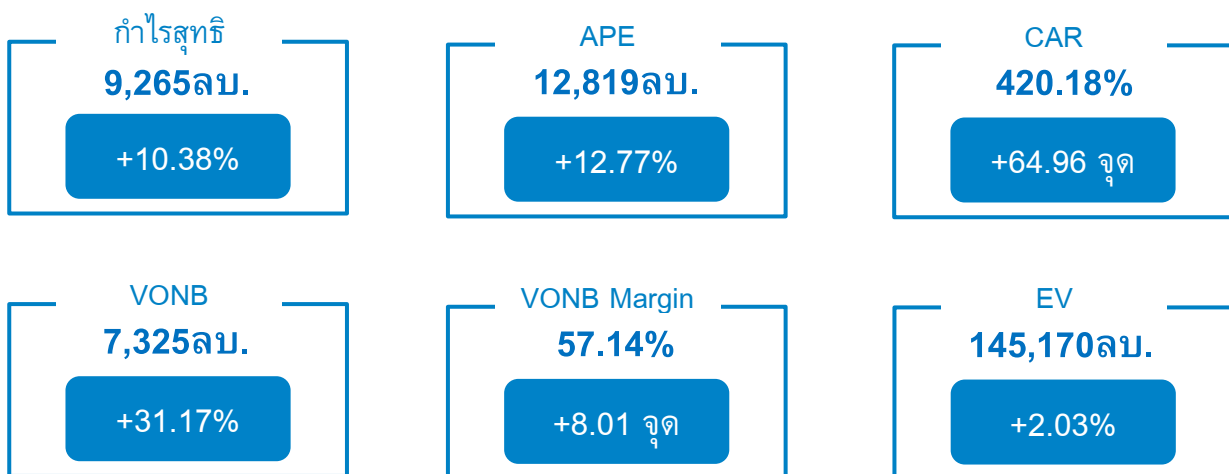 กำไรสุทธิ
9,265ลบ.
+10.38%
APE
12,819ลบ.
+12.77%
CAR
420.18%
+64.96 จุด
VONB
7,325ลบ.
+31.17%
VONB Margin
57.14%
+8.01 จุด
EV
145,170ลบ.
+2.03%